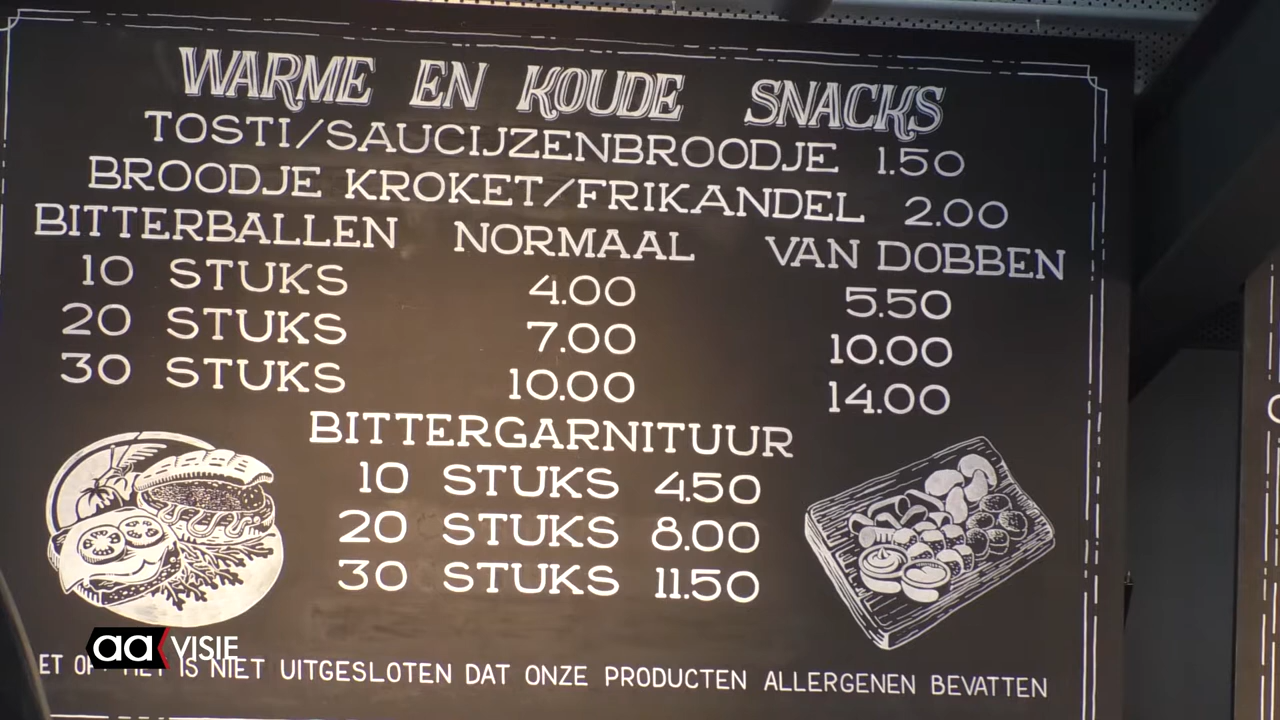 WARME EN KOUDE SNACKS
TOSTI/SAUCIJZENBROODJE 1.50
BROODJE KROKET/FRIKANDEL 2.00
BITTERBALLEN NORMAAL VAN DOBBEN
10 STUKS 4.00 5.50
20 STUKS 7.00 10.00
30 STUKS 10.00 14.00
BITTERGARNITUUR
10 STUKS 4.50
20 STUKS 8.00
30 STUKS 11.50
aa VISIE
IS NIET UITGESLOTEN DAT ONZE PRODUCTEN ALLERGENEN BEVATTEN